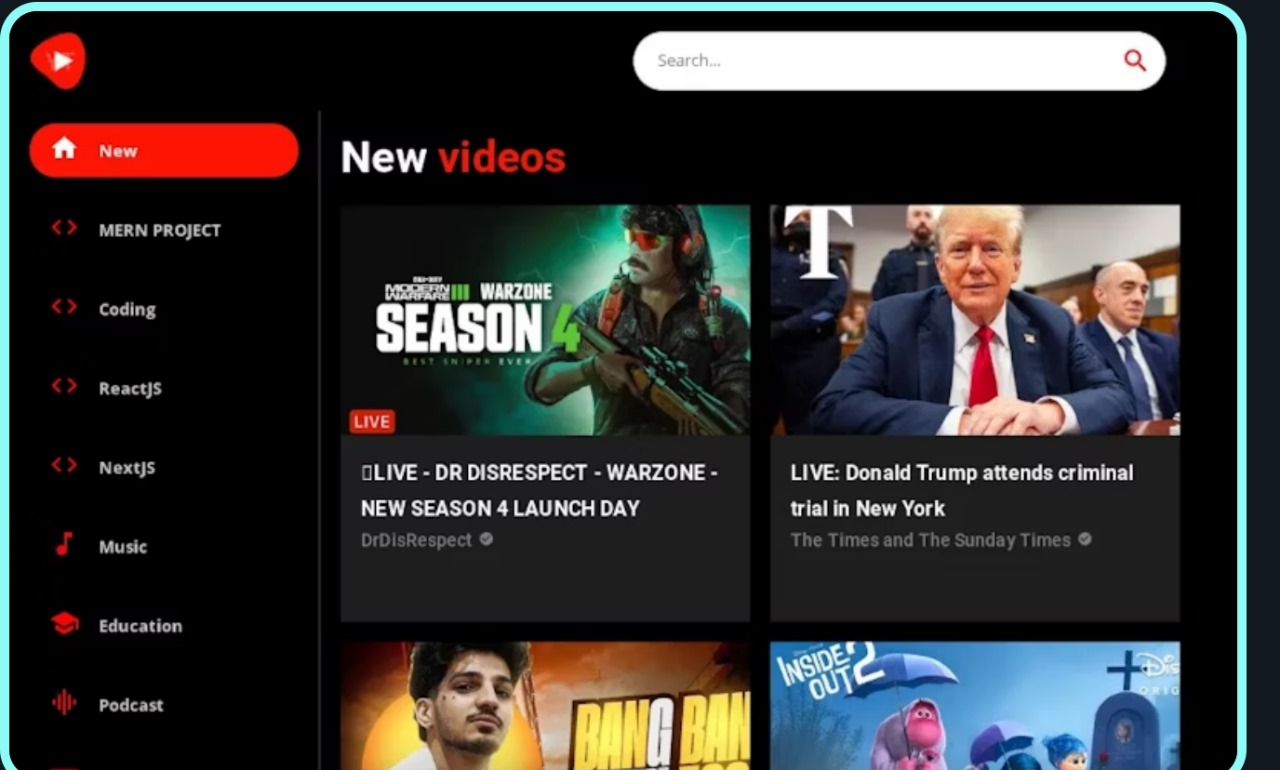 Search...
New
MERN PROJECT
Coding
ReactJS
NextJS
Music
Education
Podcast
New videos
CALL OF DUTY
MODERN WARFARE III WARZONE
SEASON 4
BEST SNIPER EVER
LIVE
LIVE - DR DISRESPECT - WARZONE -
NEW SEASON 4 LAUNCH DAY
DrDisRespect
T
LIVE: Donald Trump attends criminal
trial in New York
The Times and The Sunday Times
BANG BAN
INSIDE
OUT 2